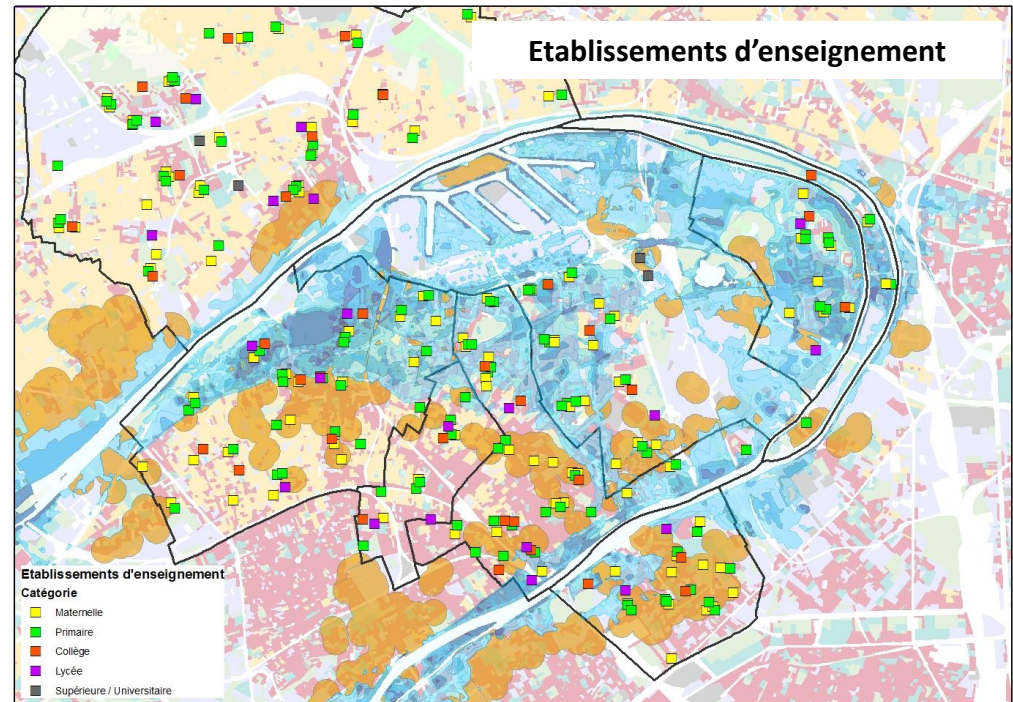 Etablissements d’enseignement
Etablissements d'enseignement
Catégorie
Maternelle
Primaire
Collège
Lycée
Supérieure / Universitaire